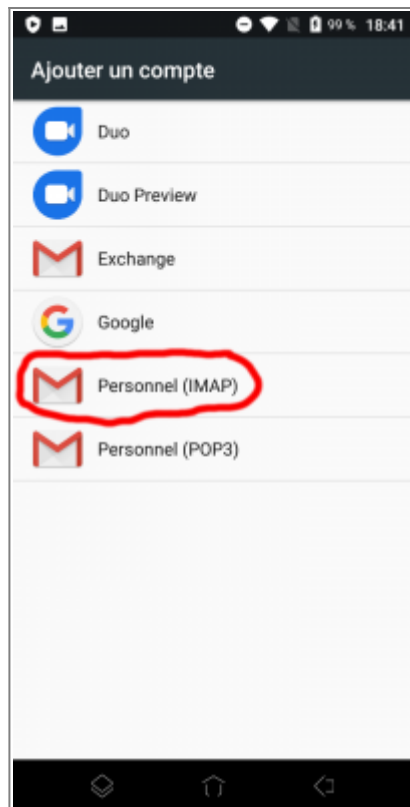 99 % 18:41
Ajouter un compte
Duo
Duo Preview
Exchange
Google
Personnel (IMAP)
Personnel (POP3)